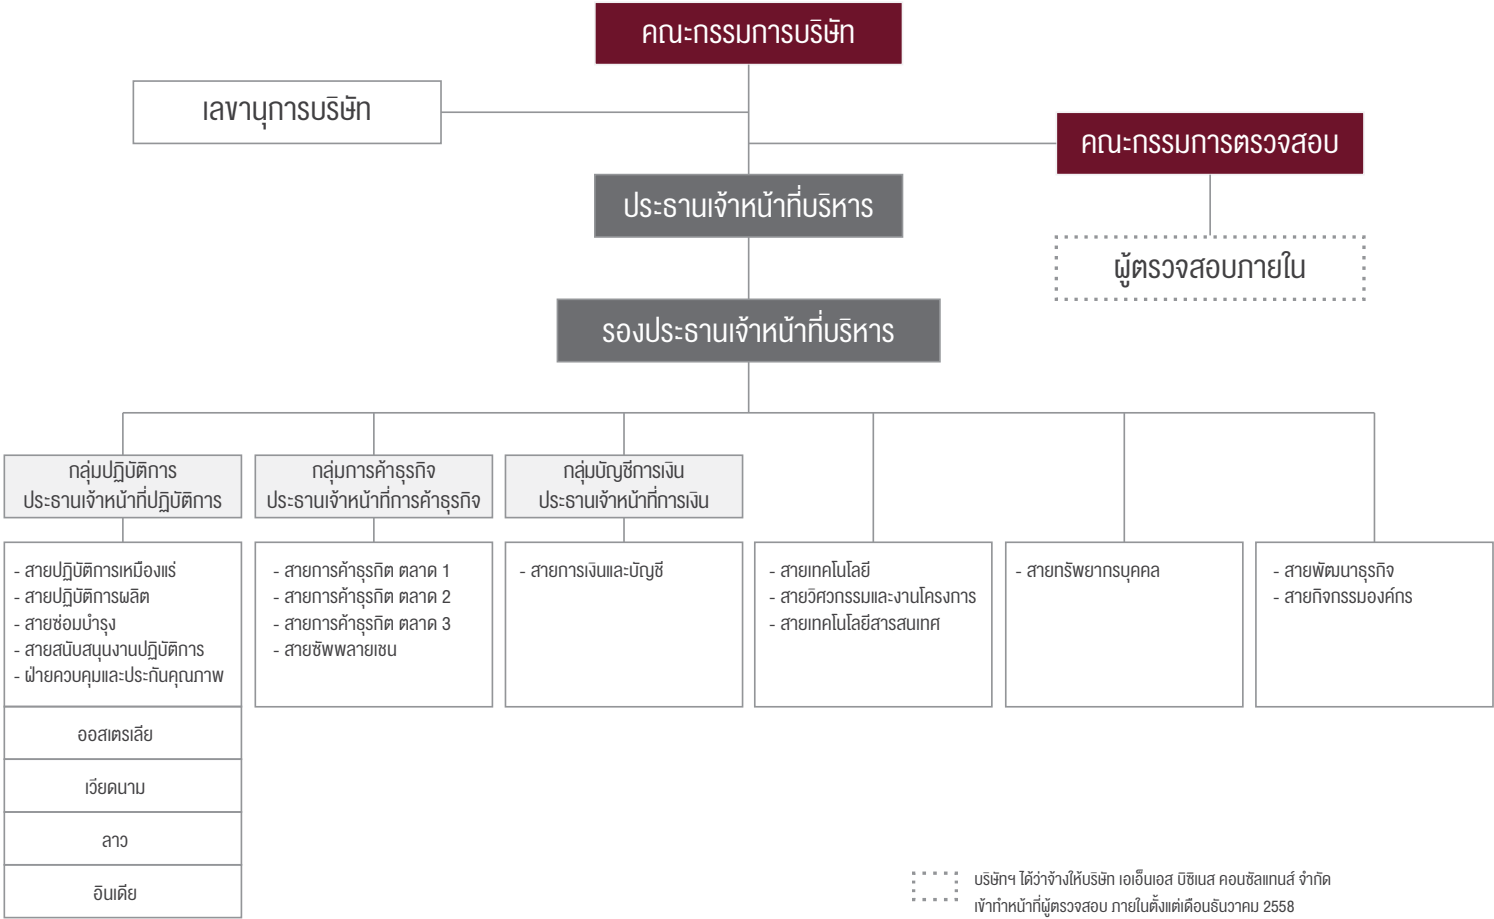 คณะกรรมการบริษัท
เลขานุการบริษัท
คณะกรรมการตรวจสอบ
ประธานเจ้าหน้าที่บริหาร
ผู้ตรวจสอบภายใน
รองประธานเจ้าหน้าที่บริหาร
กลุ่มปฏิบัติการ
ประธานเจ้าหน้าที่ปฏิบัติการ
กลุ่มการค้าธุรกิจ
ประธานเจ้าหน้าที่การค้าธุรกิจ
กลุ่มบัญชีการเงิน
ประธานเจ้าหน้าที่การเงิน
- สายปฏิบัติการเหมืองแร่
- สายปฏิบัติการผลิต
- สายซ่อมบำรุง
- สายสนับสนุนงานปฏิบัติการ
- ฝ่ายควบคุมและประกันคุณภาพ
- สายการค้าธุรกิต ตลาด 1
- สายการค้าธุรกิต ตลาด 2
- สายการค้าธุรกิต ตลาด 3
- สายซัพพลายเชน
- สายการเงินและบัญชี
- สายเทคโนโลยี
- สายวิศวกรรมและงานโครงการ
- สายเทคโนโลยีสารสนเทศ
- สายทรัพยากรบุคคล
- สายพัฒนาธุรกิจ
- สายกิจกรรมองค์กร
ออสเตรเลีย
เวียดนาม
ลาว
อินเดีย
บริษัทฯ ได้ว่าจ้างให้บริษัท เอเอ็นเอส บิซิเนส คอนซัลแทนส์ จำกัด
เข้าทำหน้าที่ผู้ตรวจสอบ ภายในตั้งแต่เดือนธันวาคม 2558